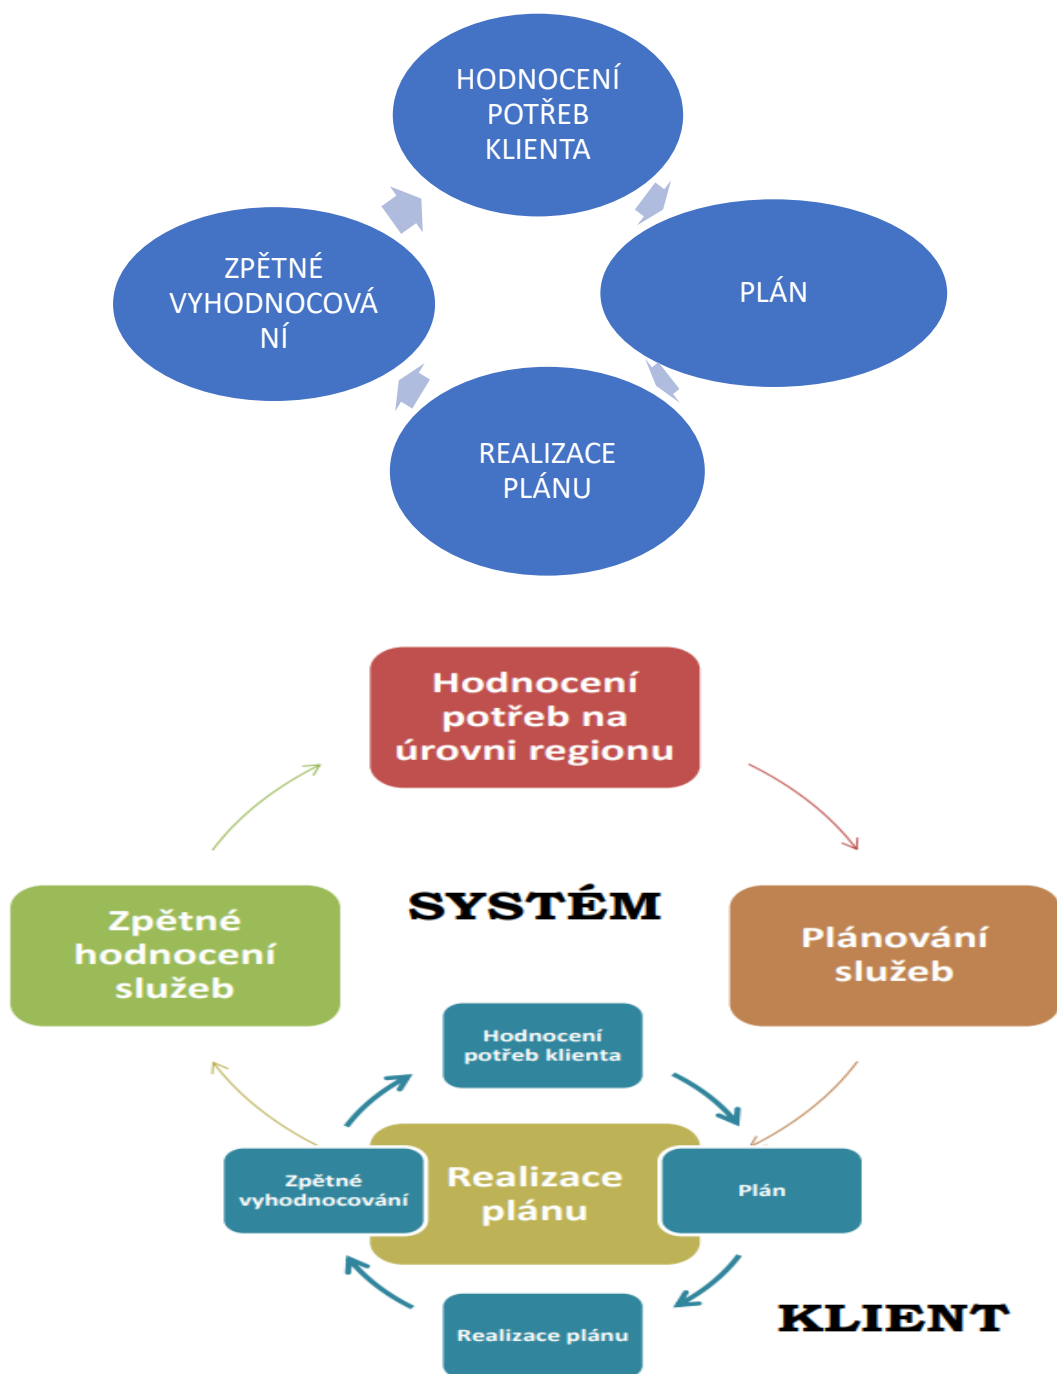 HODNOCENÍ
POTŘEB
KLIENTA
ZPĚTNÉ
VYHODNOCOVÁ
NÍ
PLÁN
REALIZACE
PLÁNU
Hodnocení
potřeb na
úrovni regionu
Zpětné
hodnocení
služeb
SYSTÉM
Plánování
služeb
Hodnocení
potřeb klienta
Zpětné
vyhodnocování
Realizace
plánu
Plán
Realizace plánu
KLIENT